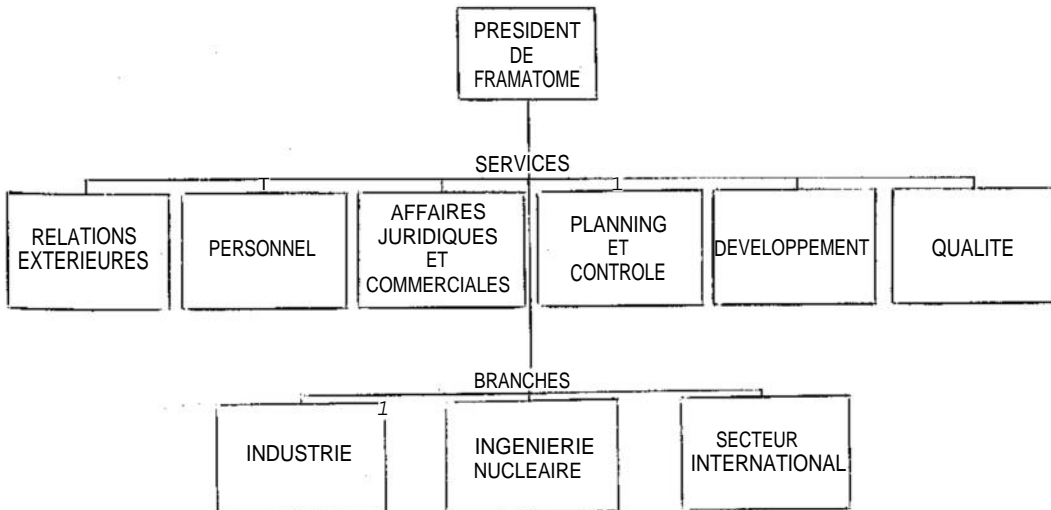 PRESIDENT
DE
FRAMATOME
SERVICES
RELATIONS
EXTERIEURES
PERSONNEL
AFFAIRES
JURIDIQUES
ET
COMMERCIALES
PLANNING
ET
CONTROLE
DEVELOPPEMENT
QUALITE
BRANCHES
INDUSTRIE
INGENIERIE
NUCLEAIRE
SECTEUR
INTERNATIONAL